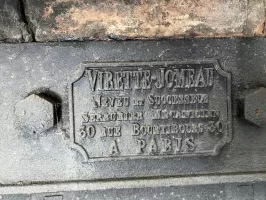 VIRETTE-JOMEAU
NEVEU ET SUCCESSEUR
SERRURIER MÉCANICIEN
30 RUE BOURTIBOURG 30
A PARIS